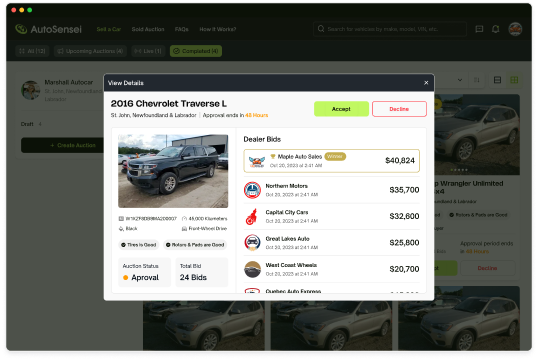 AutoSensei
Sell a Car
Sold Auction
FAQs
How it Works?
Search for vehicles by make, model, VIN, etc.
All (12)
Upcoming Auctions (4)
Live (1)
Completed (4)
Marshall Autocar
St. John, Newfoundland &
Labrador
Draft
+ Create Auction
View Details
2016 Chevrolet Traverse L
St. John, Newfoundland & Labrador
Approval ends in 48 Hours
Accept
Decline
45,000 Kilometers
Black
Front-Wheel Drive
Tires is Good
Rotors & Pads are Good
Auction Status
Aproval
Total Bid
24 Bids
Dealer Bids
Maple Auto Sales
Winner
Oct 20, 2023 at 2:41 AM
$40,824
Northern Motors
Oct 20, 2023 at 2:41 AM
$35,700
Capital City Cars
Oct 20, 2023 at 2:41 AM
$32,600
Great Lakes Auto
Oct 20, 2023 at 2:41 AM
$25,800
West Coast Wheels
Oct 20, 2023 at 2:41 AM
$20,700
Quebec Auto Express
Wrangler Unlimited
Rotors & Pads are Good
Approval period ends
Decline